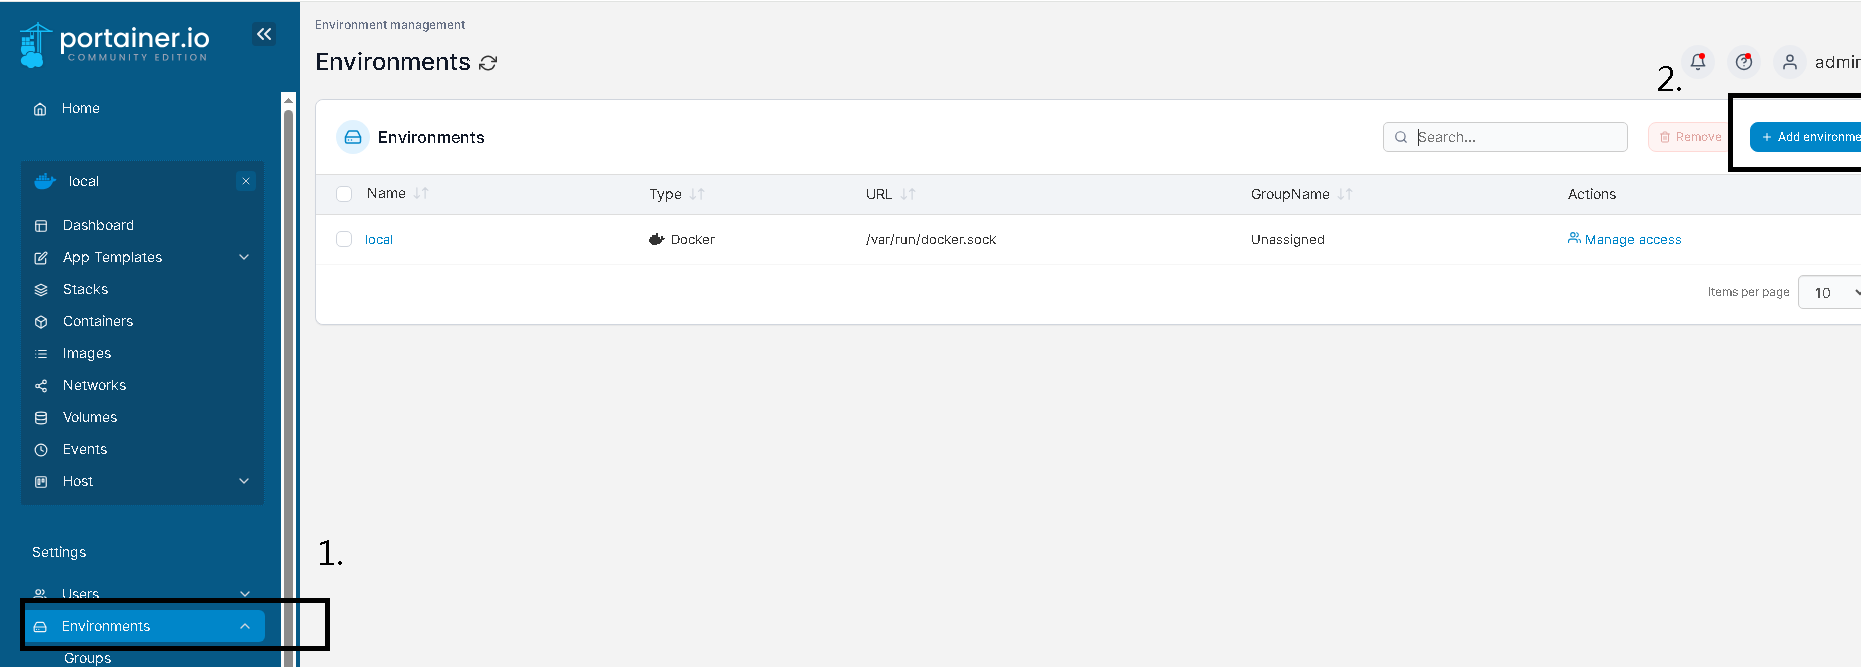 portainer.io
COMMUNITY EDITION
Home
local
Dashboard
App Templates
Stacks
Containers
Images
Networks
Volumes
Events
Host
Settings
1.
Users
Environments
Groups
Environment management
Environments
admin
2.
Environments
Search...
Remove
+ Add environme
Name Type URL GroupName Actions
local Docker /var/run/docker.sock Unassigned Manage access
Items per page 10